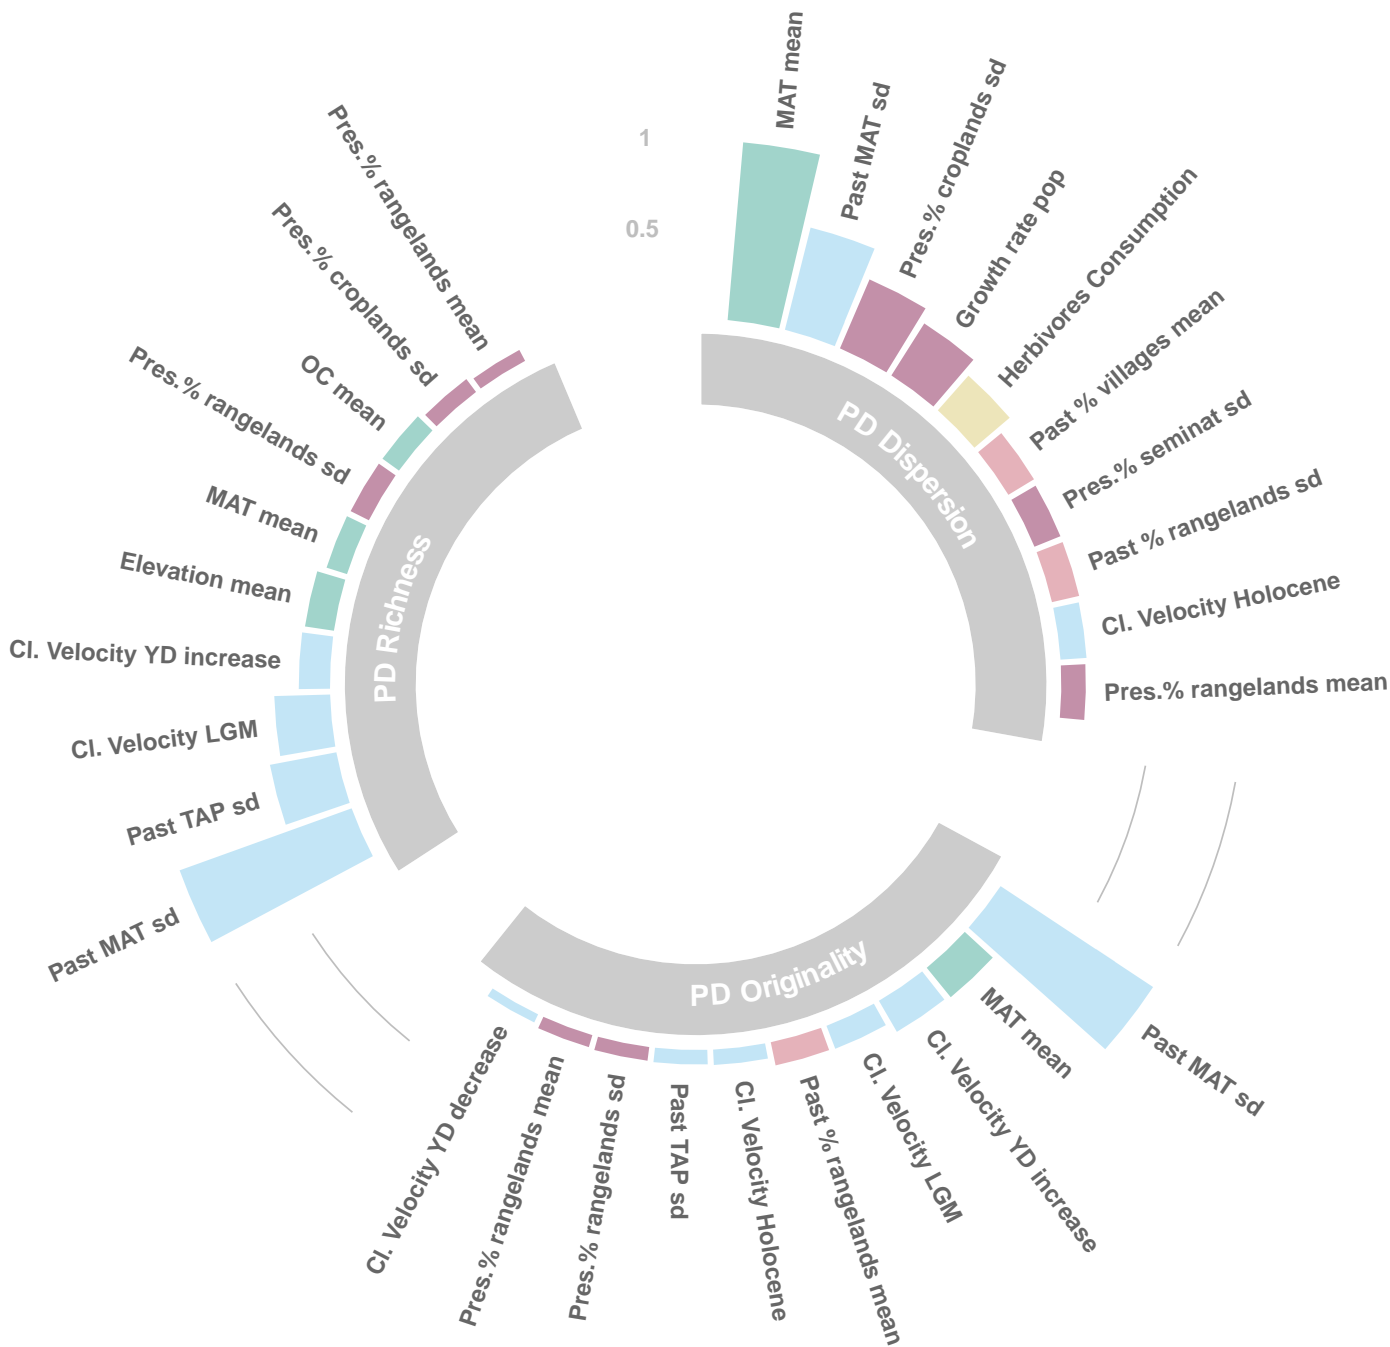 1
0.5
MAT mean
Past MAT sd
Pres.% croplands sd
Growth rate pop
Herbivores Consumption
Past % villages mean
Pres.% seminat sd
Past % rangelands sd
Cl. Velocity Holocene
Pres.% rangelands mean
PD Dispersion
Past MAT sd
MAT mean
Cl. Velocity YD increase
Cl. Velocity LGM
Past % rangelands mean
Cl. Velocity Holocene
Past TAP sd
Pres.% rangelands sd
Pres.% rangelands mean
Cl. Velocity YD decrease
PD Originality
Past MAT sd
Past TAP sd
Cl. Velocity LGM
Cl. Velocity YD increase
Elevation mean
MAT mean
Pres.% rangelands sd
OC mean
Pres.% croplands sd
Pres.% rangelands mean
PD Richness